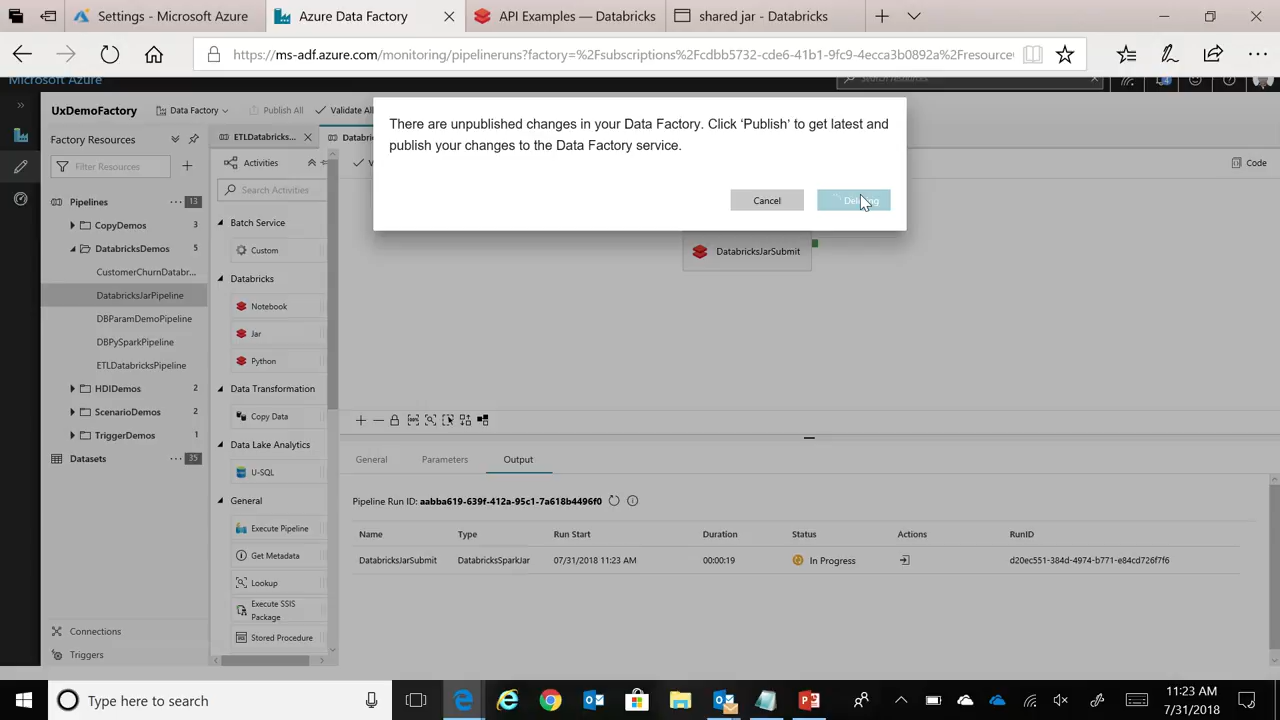 Settings - Microsoft Azure
Azure Data Factory
API Examples — Databricks
shared jar - Databricks
https://ms-adf.azure.com/monitoring/pipelineruns?factory=%2Fsubscriptions%2Fcdbb5732-cde6-41b1-9fc9-4ecca3b0892a%2Fresource
Microsoft Azure
Search resources
UxDemoFactory
Data Factory
Publish All
Validate All
There are unpublished changes in your Data Factory. Click 'Publish' to get latest and
publish your changes to the Data Factory service.
Cancel
Factory Resources
Filter Resources
Pipelines
13
CopyDemos
3
DatabricksDemos
5
CustomerChurnDatabr...
DatabricksJarPipeline
DBParamDemoPipeline
DBPySparkPipeline
ETLDatabricksPipeline
HDIDemos
2
ScenarioDemos
2
TriggerDemos
1
Datasets
35
Connections
Triggers
ETLDatabricks...
Databri
Activities
Search Activities
Batch Service
Custom
Databricks
Notebook
Jar
Python
Data Transformation
Copy Data
Data Lake Analytics
U-SQL
General
Execute Pipeline
Get Metadata
Lookup
Execute SSIS
Package
Stored Procedure
V
Code
DatabricksJarSubmit
General
Parameters
Output
Pipeline Run ID: aabba619-639f-412a-95c1-7a618b4496f0
Name
Type
Run Start
Duration
Status
Actions
RunID
DatabricksJarSubmit
DatabricksSparkJar
07/31/2018 11:23 AM
00:00:19
In Progress
d20ec551-384d-4974-b771-e84cd726f7f6
Type here to search
11:23 AM
7/31/2018